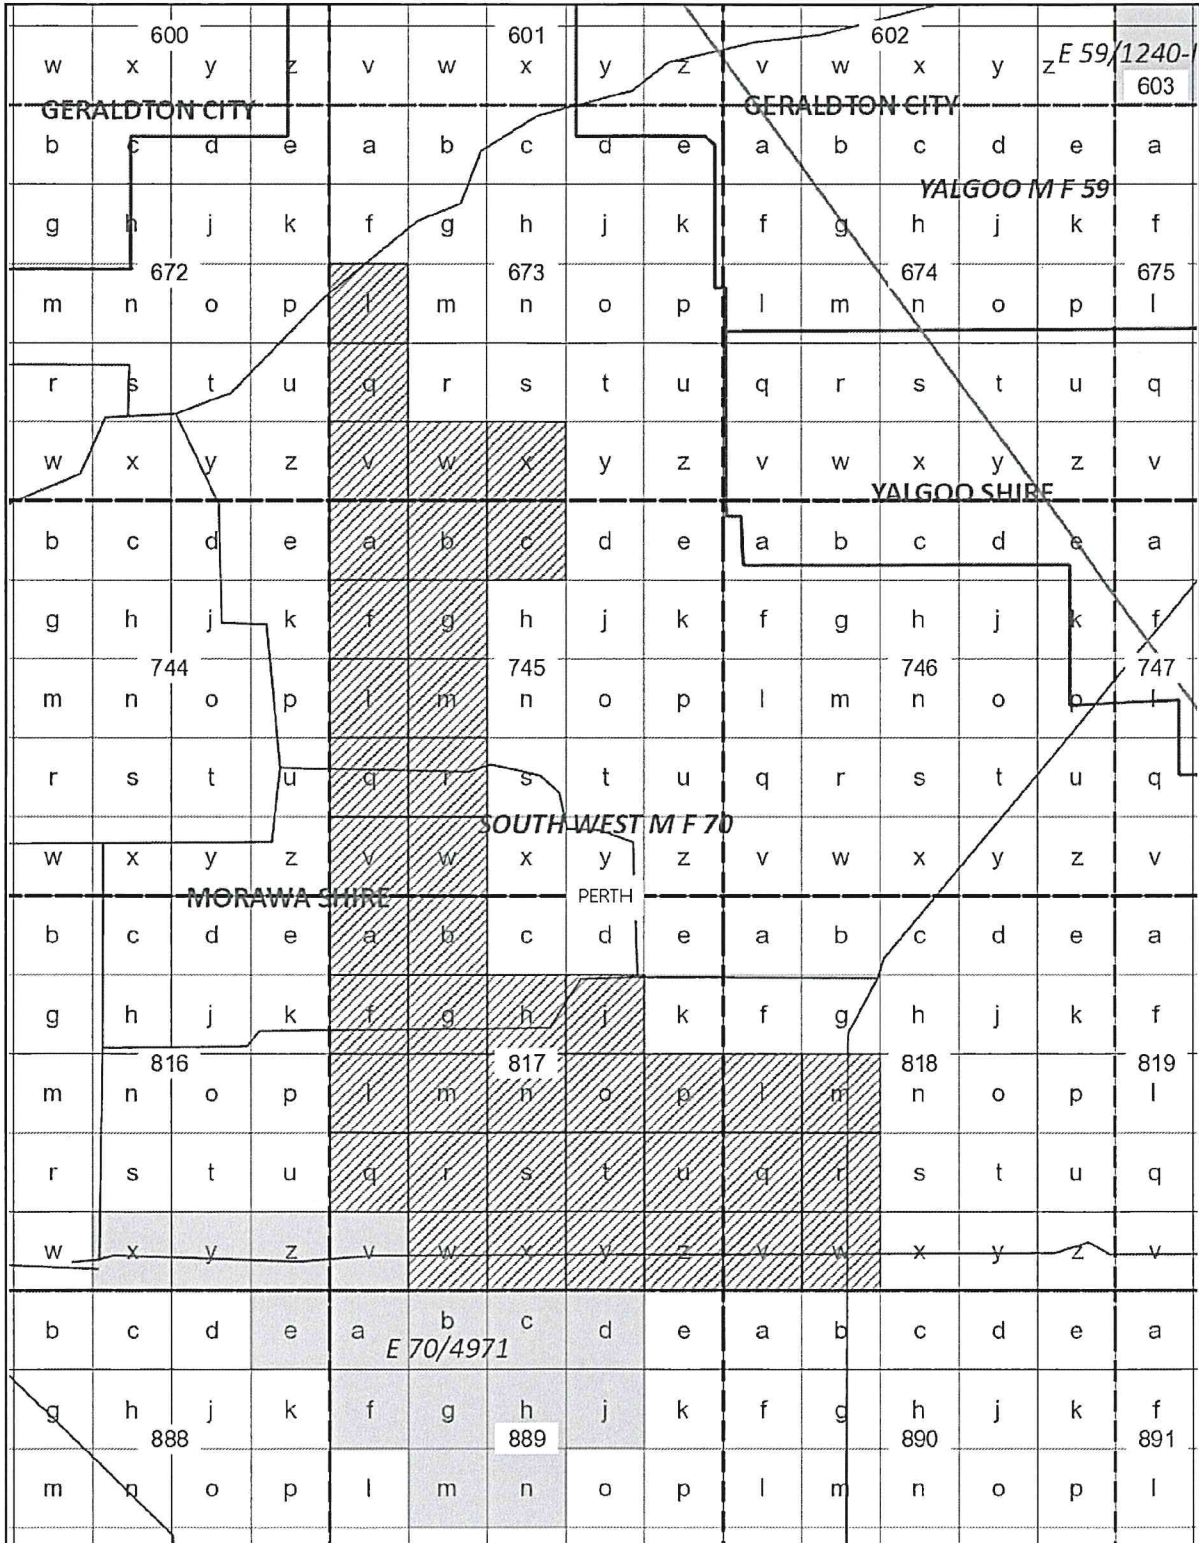 600 601 602
w x y z v w x y z v w x y z E 59/1240-I
603
GERALDTON CITY GERALDTON CITY
b c d e a b c d e a b c d e a
YALGOO M F 59
g h j k f g h j k f g h j k f
672 673 674 675
m n o p l m n o p l m n o p l
r s t u q r s t u q r s t u q
w x y z v w x y z v w x y z v
YALGOO SHIRE
b c d e a b c d e a b c d e a
g h j k f g h j k f g h j k f
744 745 746 747
m n o p l m n o p l m n o p l
r s t u q r s t u q r s t u q
SOUTH WEST M F 70
w x y z v w x y z v w x y z v
MORAWA SHIRE PERTH
b c d e a b c d e a b c d e a
g h j k f g h j k f g h j k f
816 817 818 819
m n o p l m n o p l m n o p l
r s t u q r s t u q r s t u q
w x y z v w x y z v w x y z v
b c d e a b c d e a b c d e a
E 70/4971
g h j k f g h j k f g h j k f
888 889 890 891
m n o p l m n o p l m n o p l